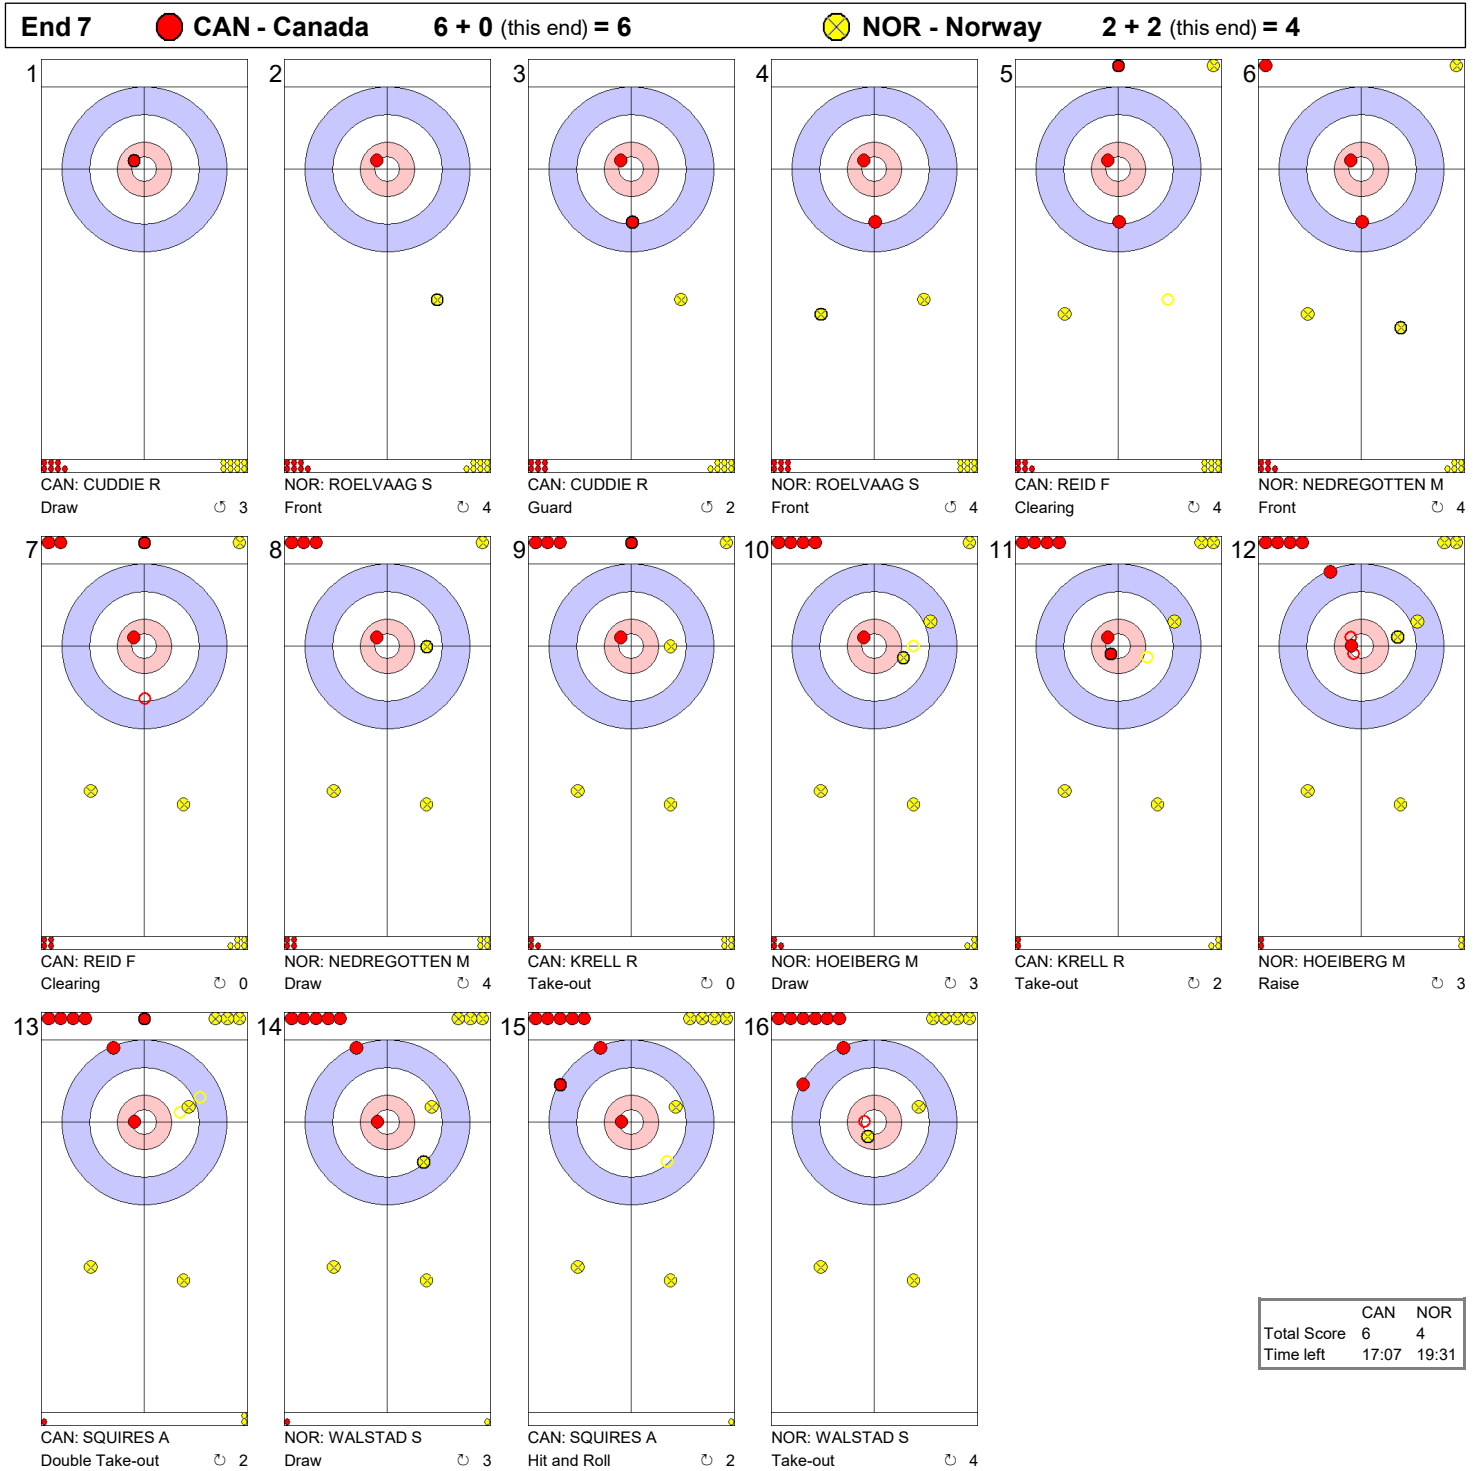 End 7 CAN - Canada 6 + 0 (this end) = 6 NOR - Norway 2 + 2 (this end) = 4
1 2 3 4 5 6
CAN: CUDDIE R NOR: ROELVAAG S CAN: CUDDIE R NOR: ROELVAAG S CAN: REID F NOR: NEDREGOTTEN M
Draw ↺ 3 Front ↻ 4 Guard ↺ 2 Front ↺ 4 Clearing ↻ 4 Front ↻ 4
7 8 9 10 11 12
CAN: REID F NOR: NEDREGOTTEN M CAN: KRELL R NOR: HOEIBERG M CAN: KRELL R NOR: HOEIBERG M
Clearing ↻ 0 Draw ↻ 4 Take-out ↻ 0 Draw ↻ 3 Take-out ↻ 2 Raise ↻ 3
13 14 15 16
CAN NOR
Total Score 6 4
Time left 17:07 19:31
CAN: SQUIRES A NOR: WALSTAD S CAN: SQUIRES A NOR: WALSTAD S
Double Take-out ↻ 2 Draw ↻ 3 Hit and Roll ↻ 2 Take-out ↻ 4